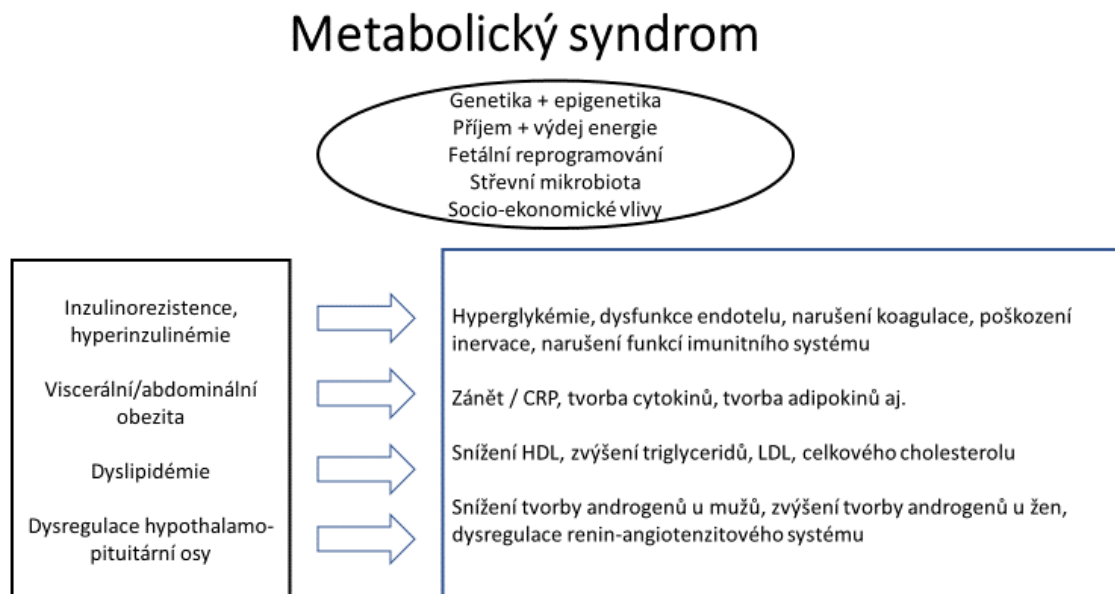 Metabolický syndrom
Genetika + epigenetika
Příjem + výdej energie
Fetální reprogramování
Střevní mikrobiota
Socio-ekonomické vlivy
Inzulinorezistence,
hyperinzulinémie
Viscerální/abdominální
obezita
Dyslipidémie
Dysregulace hypothalamo-
pituitární osy
Hyperglykémie, dysfunkce endotelu, narušení koagulace, poškození
inervace, narušení funkcí imunitního systému
Zánět / CRP, tvorba cytokinů, tvorba adipokinů aj.
Snížení HDL, zvýšení triglyceridů, LDL, celkového cholesterolu
Snížení tvorby androgenů u mužů, zvýšení tvorby androgenů u žen,
dysregulace renin-angiotenzitového systému